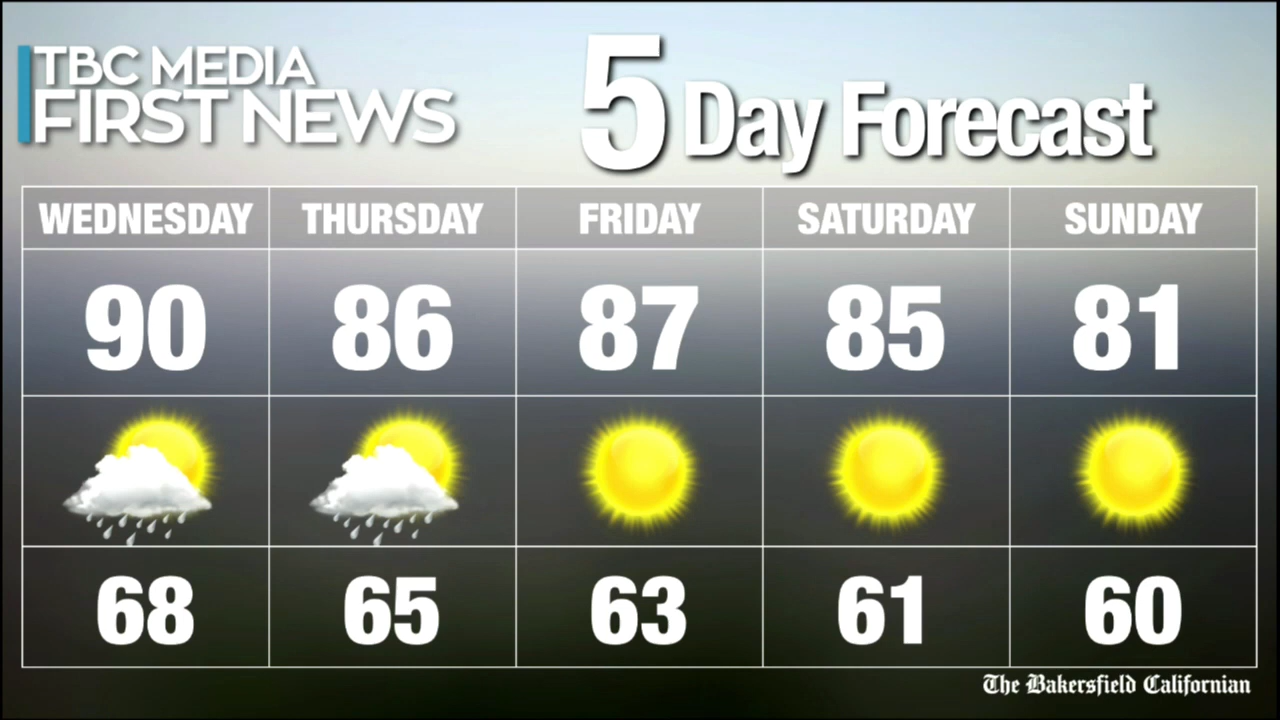 TBC MEDIA
FIRST NEWS
5 Day Forecast
WEDNESDAY THURSDAY FRIDAY SATURDAY SUNDAY
90 86 87 85 81
68 65 63 61 60
The Bakersfield Californian